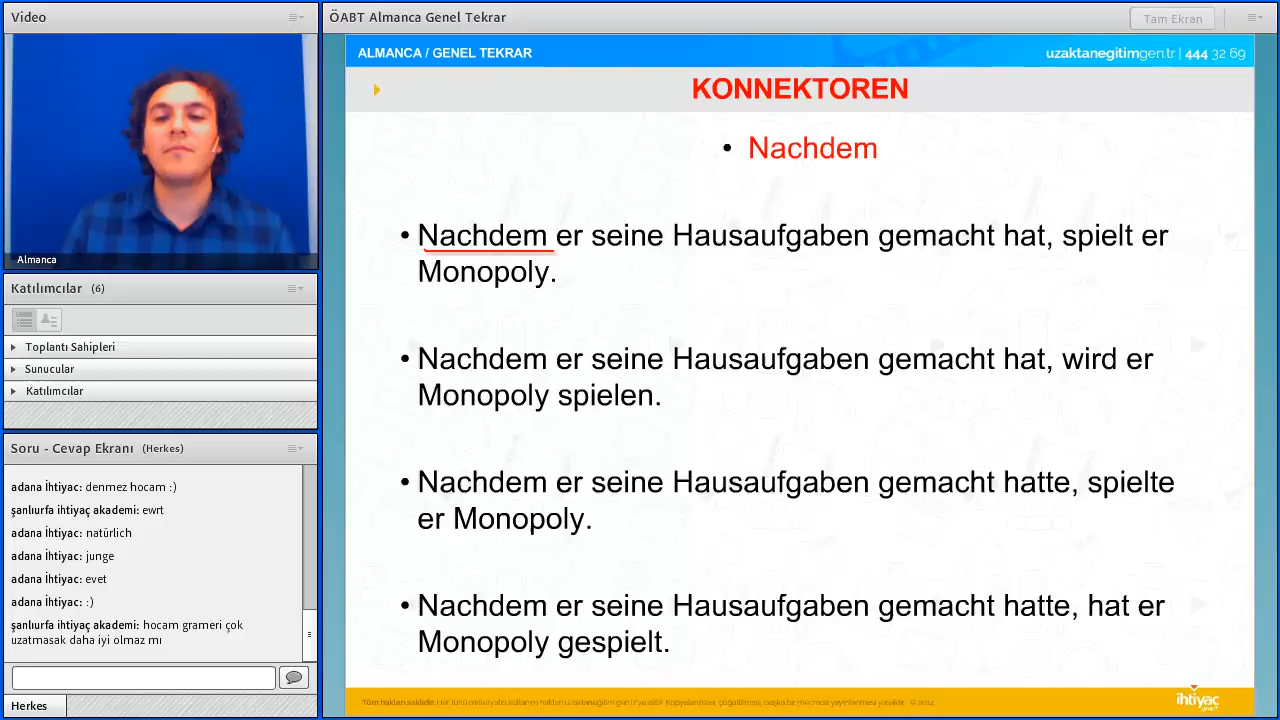 Video
Almanca
Katılımcılar (6)
Toplantı Sahipleri
Sunucular
Katılımcılar
Soru - Cevap Ekranı (Herkes)
adana İhtiyac: denmez hocam :)
şanlıurfa ihtiyaç akademi: ewrt
adana İhtiyac: natürlich
adana İhtiyac: junge
adana İhtiyac: evet
adana İhtiyac: :)
şanlıurfa ihtiyaç akademi: hocam grameri çok
uzatmasak daha iyi olmaz mı
Herkes
ÖABT Almanca Genel Tekrar
Tam Ekran
ALMANCA / GENEL TEKRAR
uzaktanegitimgen.tr | 444 32 69
KONNEKTOREN
• Nachdem
• Nachdem er seine Hausaufgaben gemacht hat, spielt er
Monopoly.
• Nachdem er seine Hausaufgaben gemacht hat, wird er
Monopoly spielen.
• Nachdem er seine Hausaufgaben gemacht hatte, spielte
er Monopoly.
• Nachdem er seine Hausaufgaben gemacht hatte, hat er
Monopoly gespielt.
Tüm hakları saklıdır.
ihtiyaç